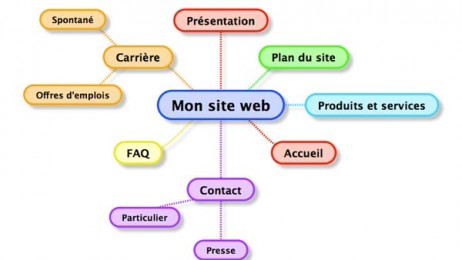 Spontané
Présentation
Carrière
Plan du site
Offres d'emplois
Mon site web
Produits et services
FAQ
Accueil
Contact
Particulier
Presse